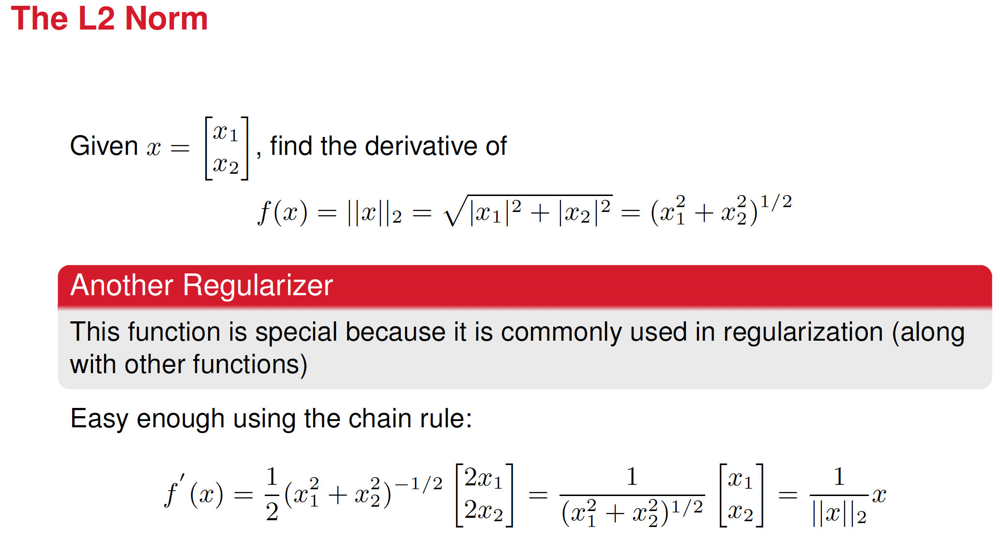 The L2 Norm
Given $x = \begin{bmatrix} x_1 \\ x_2 \end{bmatrix}$, find the derivative of
$f(x) = ||x||_2 = \sqrt{|x_1|^2 + |x_2|^2} = (x_1^2 + x_2^2)^{1/2}$
Another Regularizer
This function is special because it is commonly used in regularization (along
with other functions)
Easy enough using the chain rule:
$f'(x) = \frac{1}{2}(x_1^2 + x_2^2)^{-1/2} \begin{bmatrix} 2x_1 \\ 2x_2 \end{bmatrix} = \frac{1}{(x_1^2 + x_2^2)^{1/2}} \begin{bmatrix} x_1 \\ x_2 \end{bmatrix} = \frac{1}{||x||_2} x$